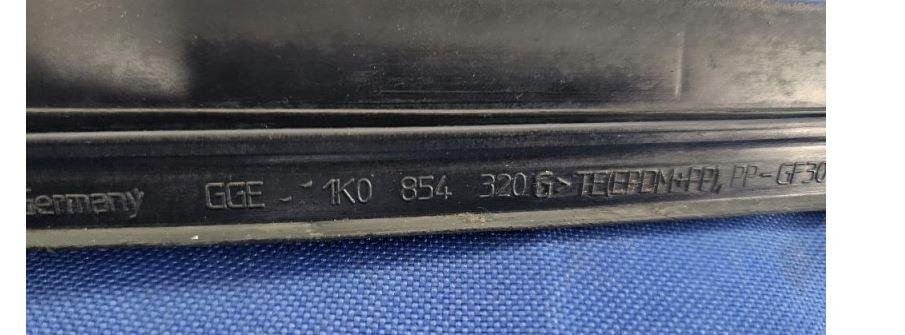 Germany GGE - 1K0 854 320 G >TE(EPDM+PP), PP-GF30